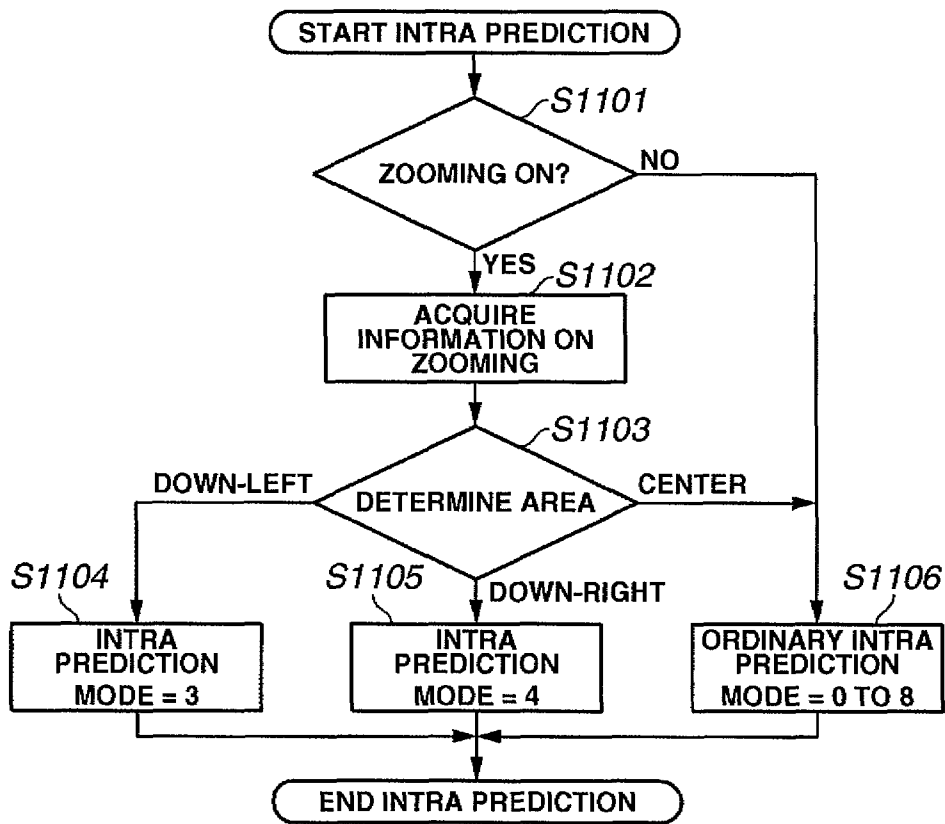 START INTRA PREDICTION
S1101
ZOOMING ON?
NO
YES
S1102
ACQUIRE
INFORMATION ON
ZOOMING
S1103
DOWN-LEFT
DETERMINE AREA
CENTER
DOWN-RIGHT
S1104
INTRA
PREDICTION
MODE = 3
S1105
INTRA
PREDICTION
MODE = 4
S1106
ORDINARY INTRA
PREDICTION
MODE = 0 TO 8
END INTRA PREDICTION